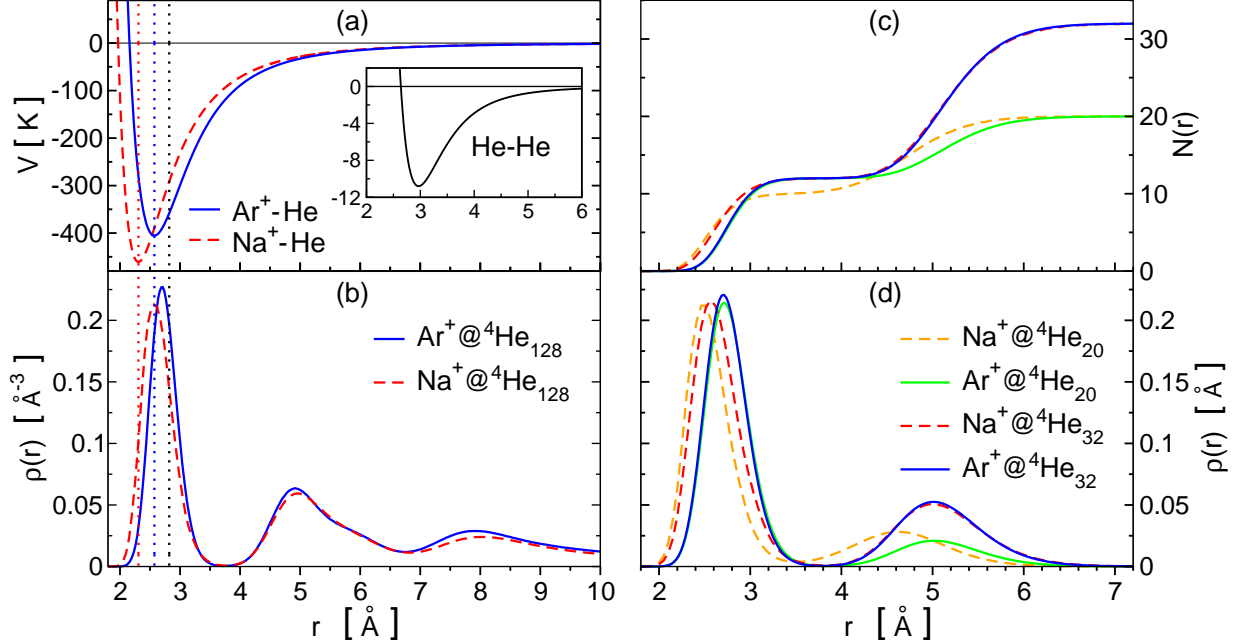 (a)
0
-100
-200
-300
-400
V [ K ]
Ar⁺-He
Na⁺-He
0
-4
-8
-12
2 3 4 5 6
He-He
(b)
0.2
0.15
0.1
0.05
0
ρ(r) [ Å⁻³ ]
Ar⁺@⁴He₁₂₈
Na⁺@⁴He₁₂₈
2 3 4 5 6 7 8 9 10
r [ Å ]
(c)
30
20
10
0
N(r)
(d)
Na⁺@⁴He₂₀
Ar⁺@⁴He₂₀
Na⁺@⁴He₃₂
Ar⁺@⁴He₃₂
0.2
0.15
0.1
0.05
0
ρ(r) [ Å⁻³ ]
2 3 4 5 6 7
r [ Å ]